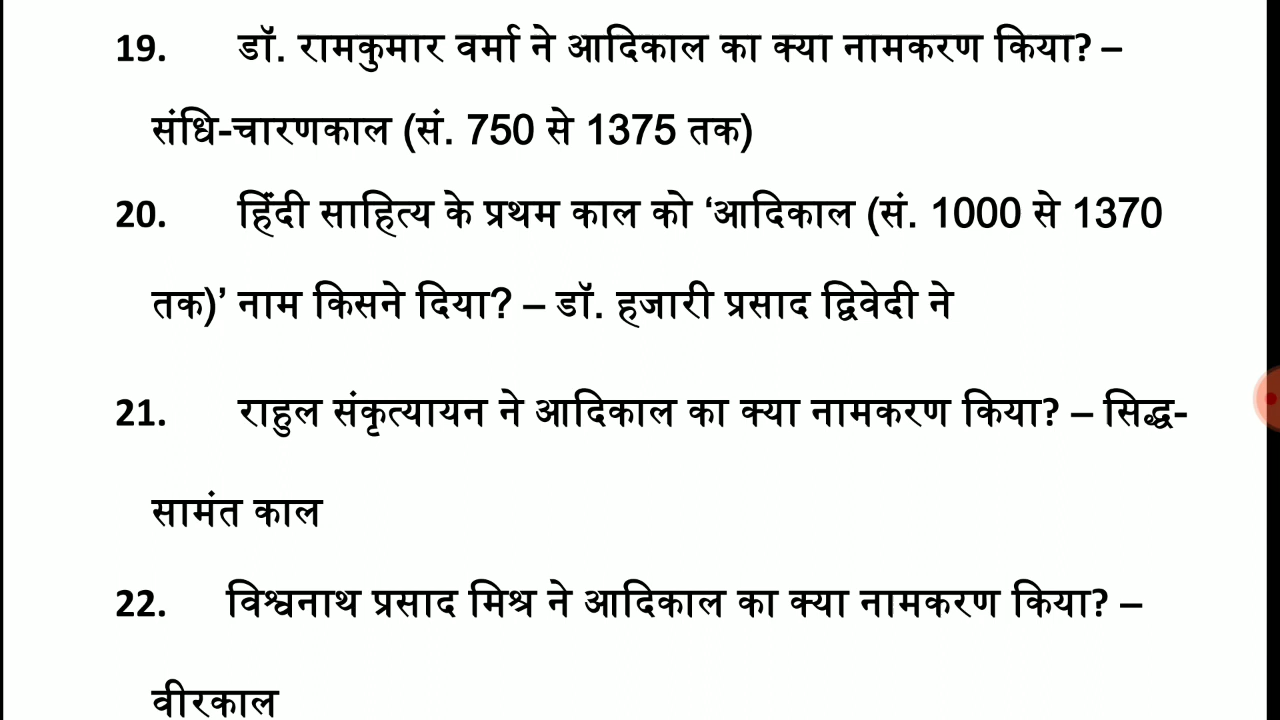 19. डॉ. रामकुमार वर्मा ने आदिकाल का क्या नामकरण किया? –
संधि-चारणकाल (सं. 750 से 1375 तक)
20. हिंदी साहित्य के प्रथम काल को ‘आदिकाल (सं. 1000 से 1370
तक)’ नाम किसने दिया? – डॉ. हजारी प्रसाद द्विवेदी ने
21. राहुल संकृत्यायन ने आदिकाल का क्या नामकरण किया? – सिद्ध-
सामंत काल
22. विश्वनाथ प्रसाद मिश्र ने आदिकाल का क्या नामकरण किया? –
वीरकाल